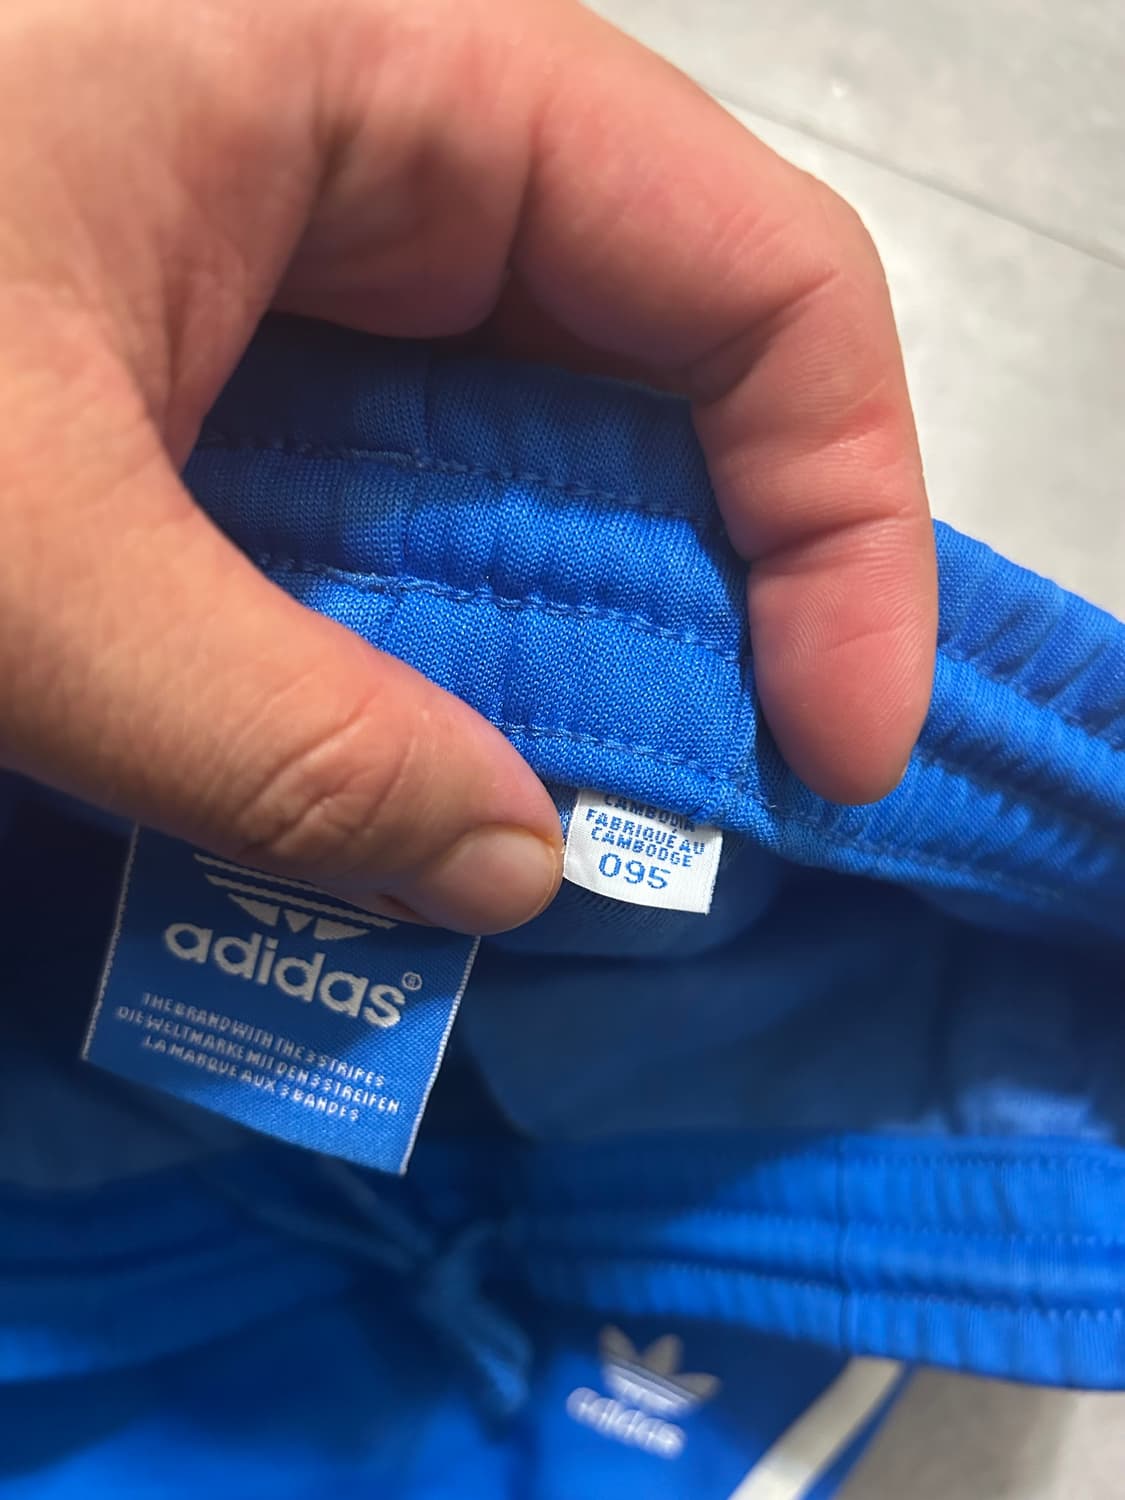 CAMBODIA
FABRIQUÉ AU
CAMBODGE
095
adidas®
THE BRAND WITH THE 3 STRIPES
DIE WELTMARKE MIT DEN 3 STREIFEN
LA MARQUE AUX 3 BANDES
adidas